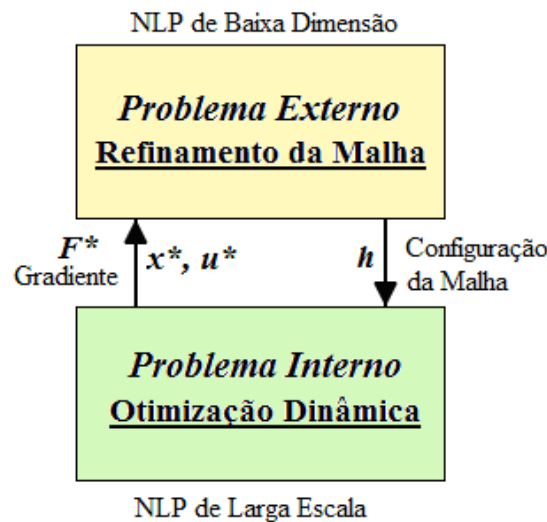 NLP de Baixa Dimensão
Problema Externo
Refinamento da Malha
F*
Gradiente
x*, u*
h
Configuração
da Malha
Problema Interno
Otimização Dinâmica
NLP de Larga Escala